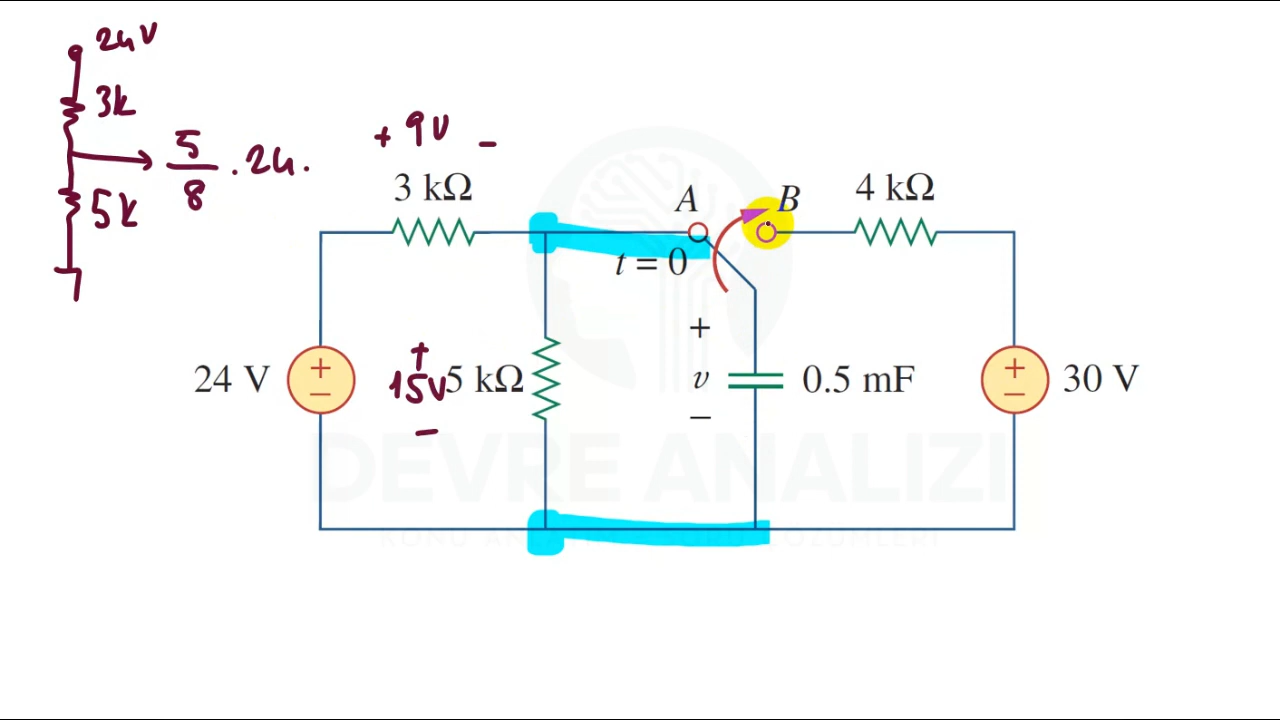 24 V
3k
5/8 . 24.
5k
+ 9V -
3 kΩ
A
B
4 kΩ
t = 0
+
24 V
+
-
+
15V
-
5 kΩ
v
-
0.5 mF
+
-
30 V
DEVRE ANALIZI